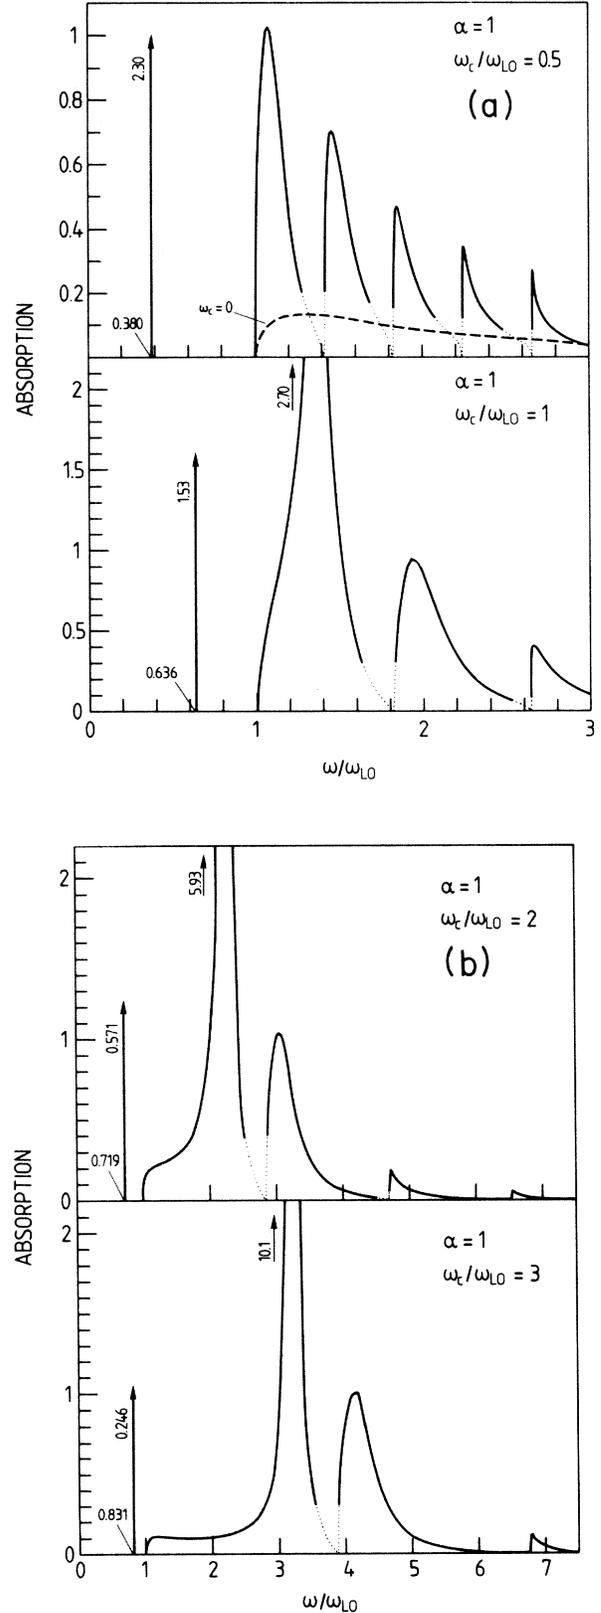 α = 1
ω_c/ω_LO = 0.5
(a)
1
0.8
0.6
0.4
0.2
2.30
0.380
ω_c = 0
ABSORPTION
α = 1
ω_c/ω_LO = 1
2
1.5
1
0.5
0
2.70
1.53
0.636
0 1 2 3
ω/ω_LO
α = 1
ω_c/ω_LO = 2
(b)
2
1
0
5.93
0.571
0.719
ABSORPTION
α = 1
ω_c/ω_LO = 3
2
1
0
10.1
0.246
0.831
0 1 2 3 4 5 6 7
ω/ω_LO